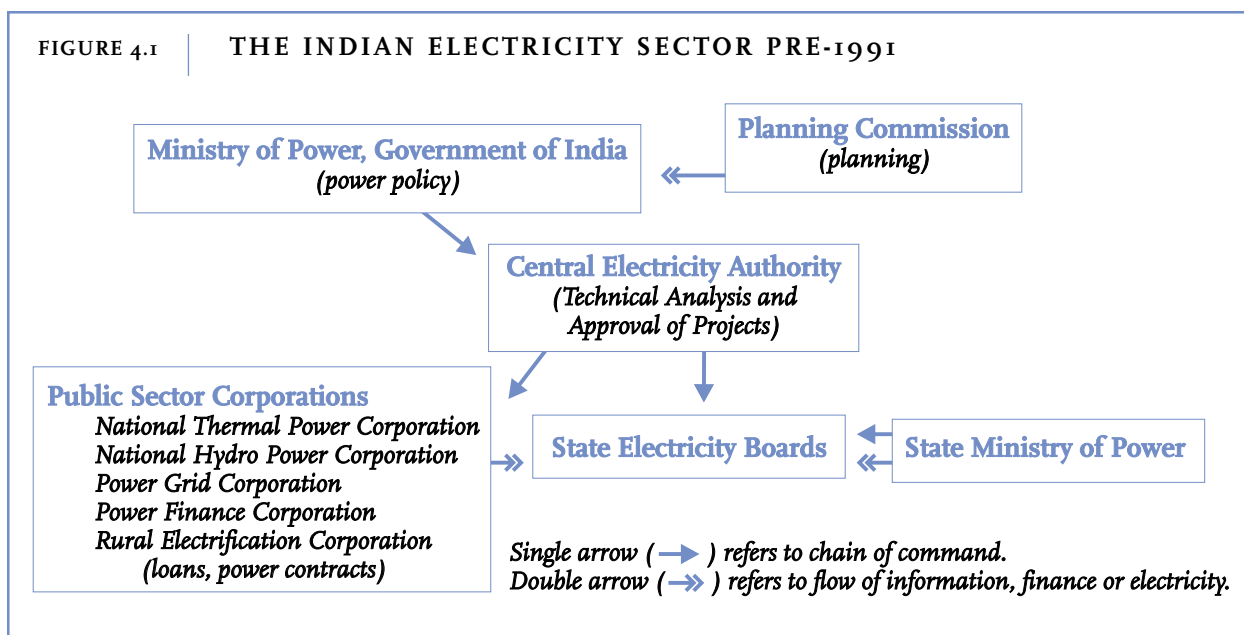 FIGURE 4.1
THE INDIAN ELECTRICITY SECTOR PRE-1991
Planning Commission
(planning)
Ministry of Power, Government of India
(power policy)
Central Electricity Authority
(Technical Analysis and
Approval of Projects)
Public Sector Corporations
National Thermal Power Corporation
National Hydro Power Corporation
Power Grid Corporation
Power Finance Corporation
Rural Electrification Corporation
(loans, power contracts)
State Electricity Boards
State Ministry of Power
Single arrow (→) refers to chain of command.
Double arrow (↠) refers to flow of information, finance or electricity.